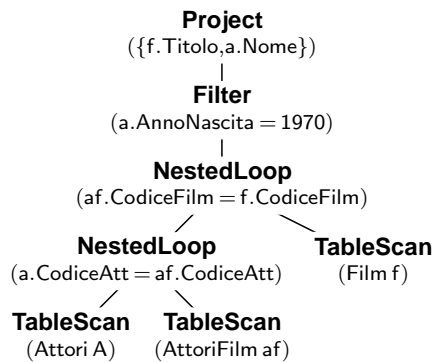 Project
({f.Titolo,a.Nome})
Filter
(a.AnnoNascita = 1970)
NestedLoop
(af.CodiceFilm = f.CodiceFilm)
NestedLoop
(a.CodiceAtt = af.CodiceAtt)
TableScan
(Film f)
TableScan
(Attori A)
TableScan
(AttoriFilm af)